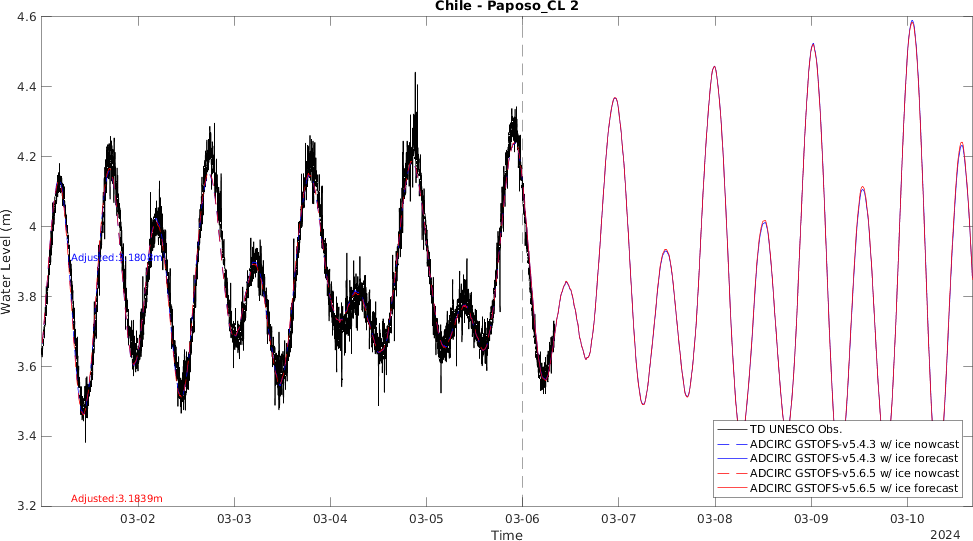 Chile - Paposo_CL 2
4.6
4.4
4.2
4
3.8
3.6
3.4
3.2
Water Level (m)
Adjusted:3.1839m
TD UNESCO Obs.
ADCIRC GSTOFS-v5.4.3 w/ ice nowcast
ADCIRC GSTOFS-v5.4.3 w/ ice forecast
ADCIRC GSTOFS-v5.6.5 w/ ice nowcast
ADCIRC GSTOFS-v5.6.5 w/ ice forecast
03-02 03-03 03-04 03-05 03-06 03-07 03-08 03-09 03-10
Time
2024